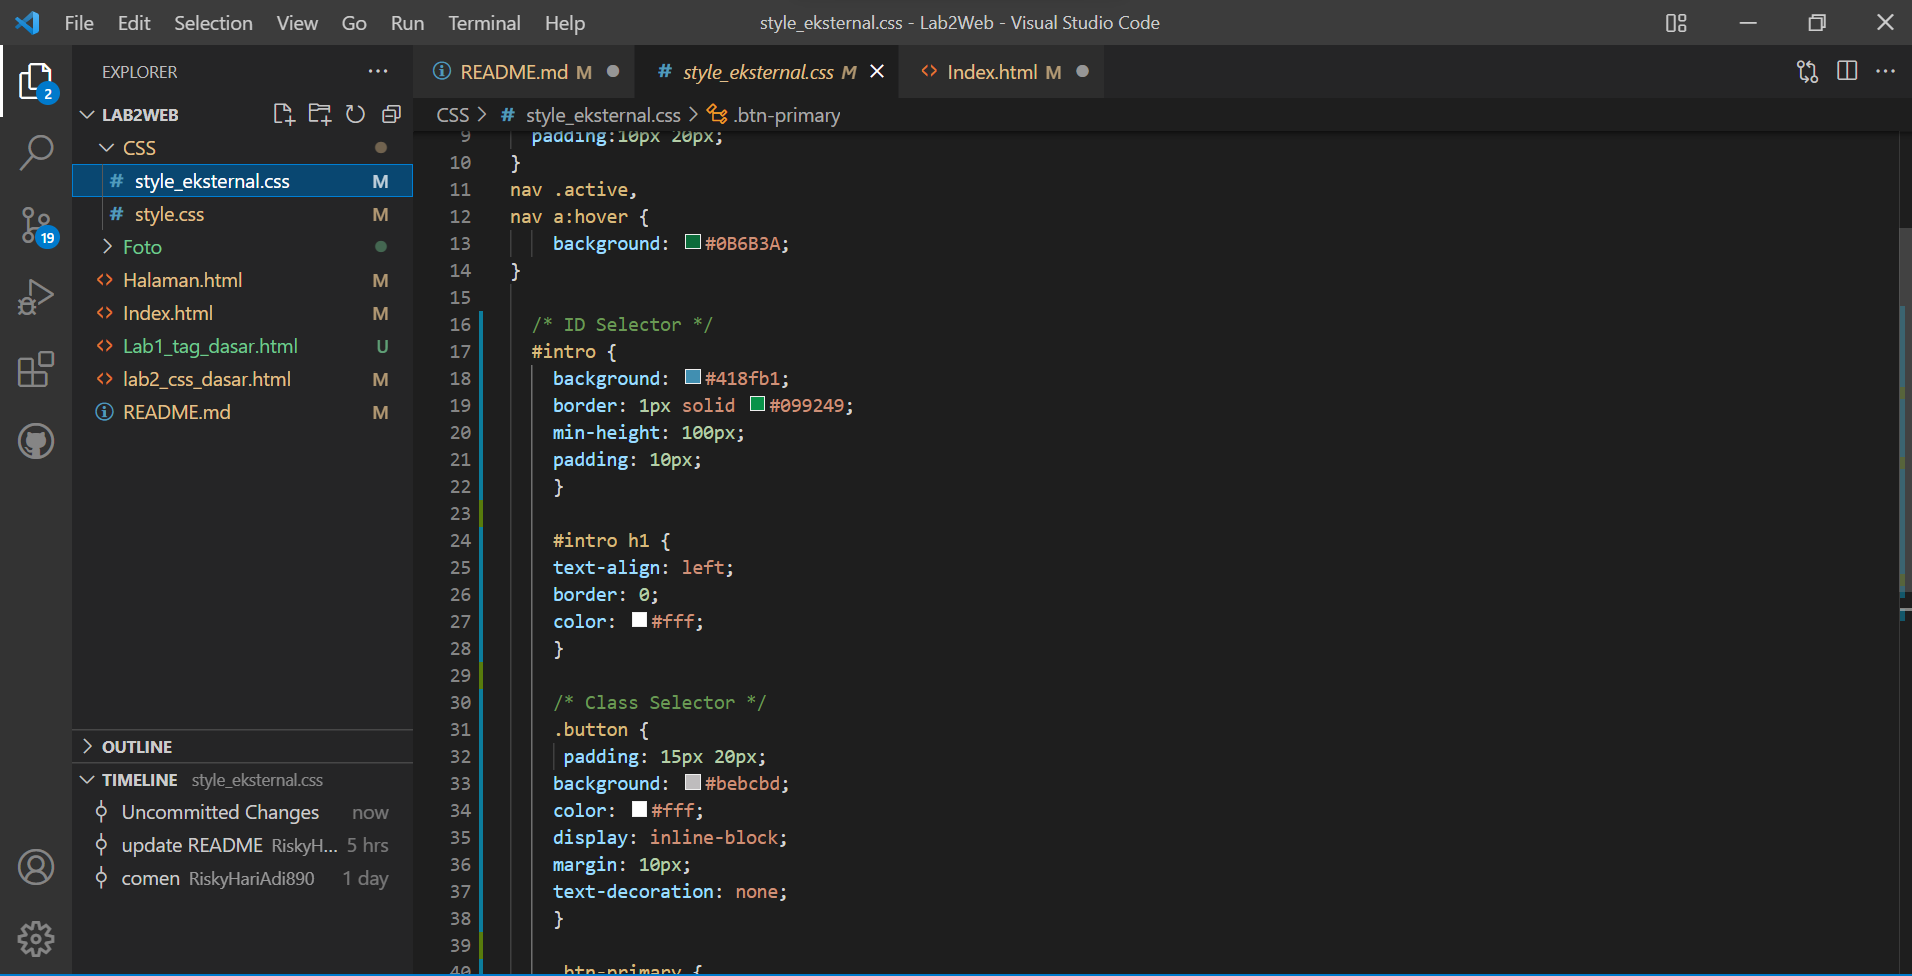 File Edit Selection View Go Run Terminal Help
style_eksternal.css - Lab2Web - Visual Studio Code
EXPLORER
LAB2WEB
CSS
style_eksternal.css M
style.css M
Foto
Halaman.html M
Index.html M
Lab1_tag_dasar.html U
lab2_css_dasar.html M
README.md M
OUTLINE
TIMELINE style_eksternal.css
Uncommitted Changes now
update README RiskyH... 5 hrs
comen RiskyHariAdi890 1 day
2
19
README.md M
# style_eksternal.css M
Index.html M
CSS > # style_eksternal.css > .btn-primary
9 padding:10px 20px;
10 }
11 nav .active,
12 nav a:hover {
13 background: #0B6B3A;
14 }
15
16 /* ID Selector */
17 #intro {
18 background: #418fb1;
19 border: 1px solid #099249;
20 min-height: 100px;
21 padding: 10px;
22 }
23
24 #intro h1 {
25 text-align: left;
26 border: 0;
27 color: #fff;
28 }
29
30 /* Class Selector */
31 .button {
32 padding: 15px 20px;
33 background: #bebcbd;
34 color: #fff;
35 display: inline-block;
36 margin: 10px;
37 text-decoration: none;
38 }
39
40 .btn-primary {